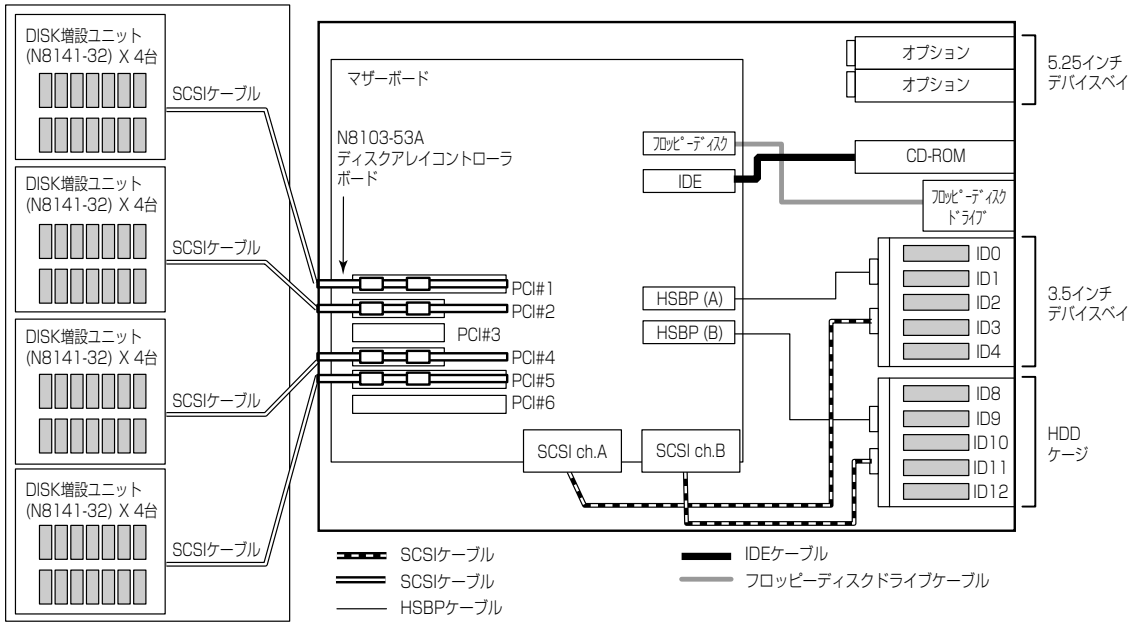 DISK増設ユニット
(N8141-32) X 4台
SCSIケーブル
DISK増設ユニット
(N8141-32) X 4台
SCSIケーブル
DISK増設ユニット
(N8141-32) X 4台
SCSIケーブル
DISK増設ユニット
(N8141-32) X 4台
SCSIケーブル
マザーボード
N8103-53A
ディスクアレイコントローラ
ボード
PCI#1
PCI#2
PCI#3
PCI#4
PCI#5
PCI#6
フロッピーディスク
IDE
HSBP (A)
HSBP (B)
SCSI ch.A
SCSI ch.B
オプション
オプション
5.25インチ
デバイスベイ
CD-ROM
フロッピーディスク
ドライブ
ID0
ID1
ID2
ID3
ID4
3.5インチ
デバイスベイ
ID8
ID9
ID10
ID11
ID12
HDD
ケージ
SCSIケーブル
SCSIケーブル
HSBPケーブル
IDEケーブル
フロッピーディスクドライブケーブル